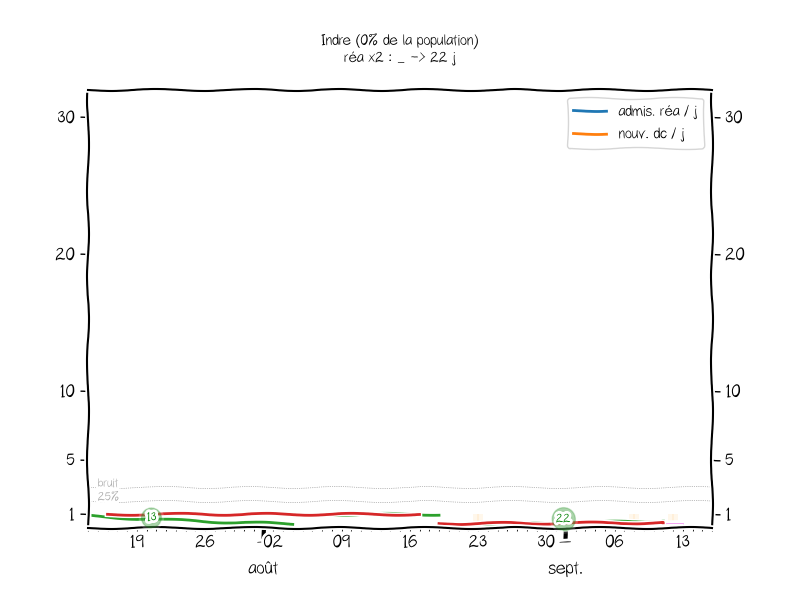 Indre (0% de la population)
réa x2 : _ -> 22 j
admis. réa / j
nouv. dc / j
30 30
20 20
10 10
5 5
bruit
25%
1 13 22 1
19 26 -02 09 16 23 30 06 13
août sept.